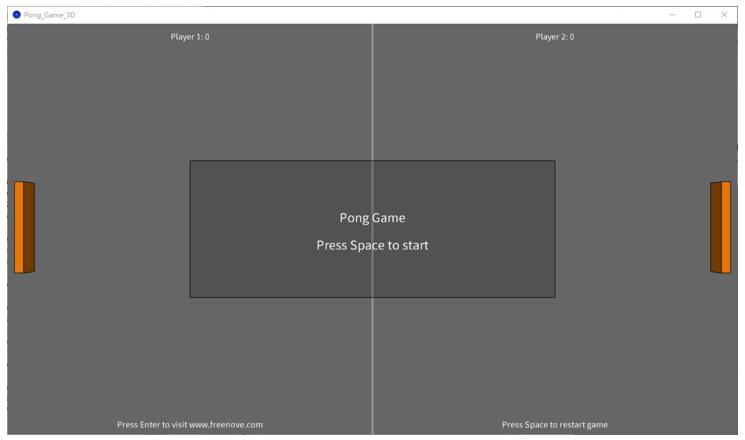 Pong_Game_3D
Player 1: 0
Player 2: 0
Pong Game
Press Space to start
Press Enter to visit www.freenove.com
Press Space to restart game